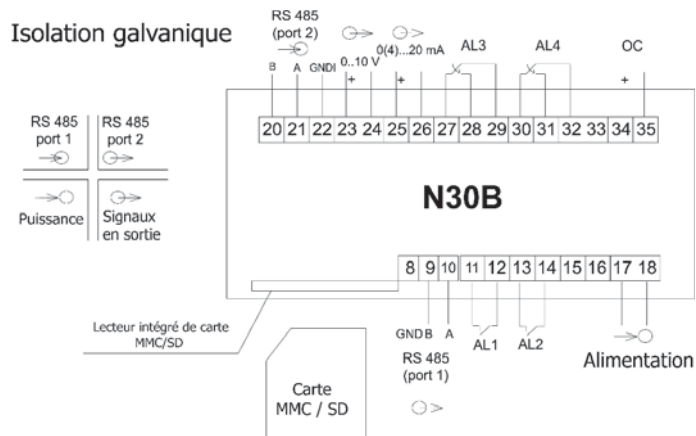 Isolation galvanique
RS 485
(port 2)
B A GNDI
0..10 V
+
0(4)...20 mA
+
AL3
AL4
OC
+
20 21 22 23 24 25 26 27 28 29 30 31 32 33 34 35
RS 485
port 1
RS 485
port 2
Puissance
Signaux
en sortie
N30B
8 9 10 11 12 13 14 15 16 17 18
Lecteur intégré de carte
MMC/SD
GND B A
RS 485
(port 1)
AL1
AL2
Alimentation
Carte
MMC / SD